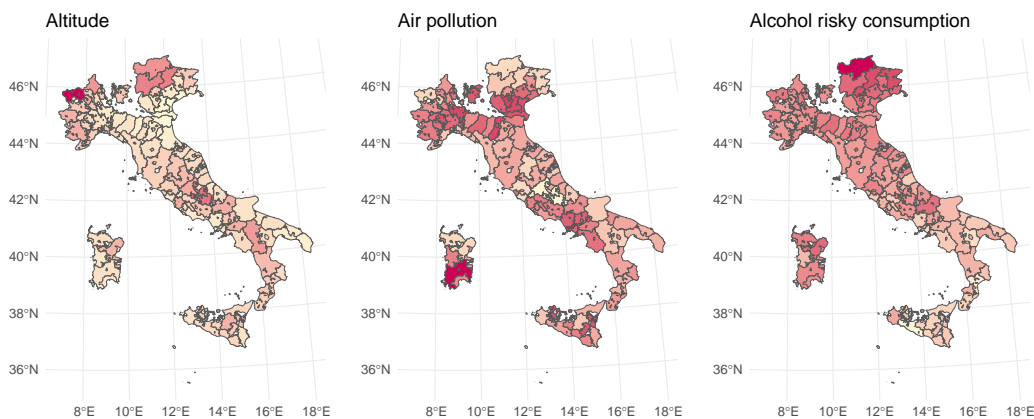 Altitude
Air pollution
Alcohol risky consumption
46°N
44°N
42°N
40°N
38°N
36°N
8°E 10°E 12°E 14°E 16°E 18°E
46°N
44°N
42°N
40°N
38°N
36°N
8°E 10°E 12°E 14°E 16°E 18°E
46°N
44°N
42°N
40°N
38°N
36°N
8°E 10°E 12°E 14°E 16°E 18°E